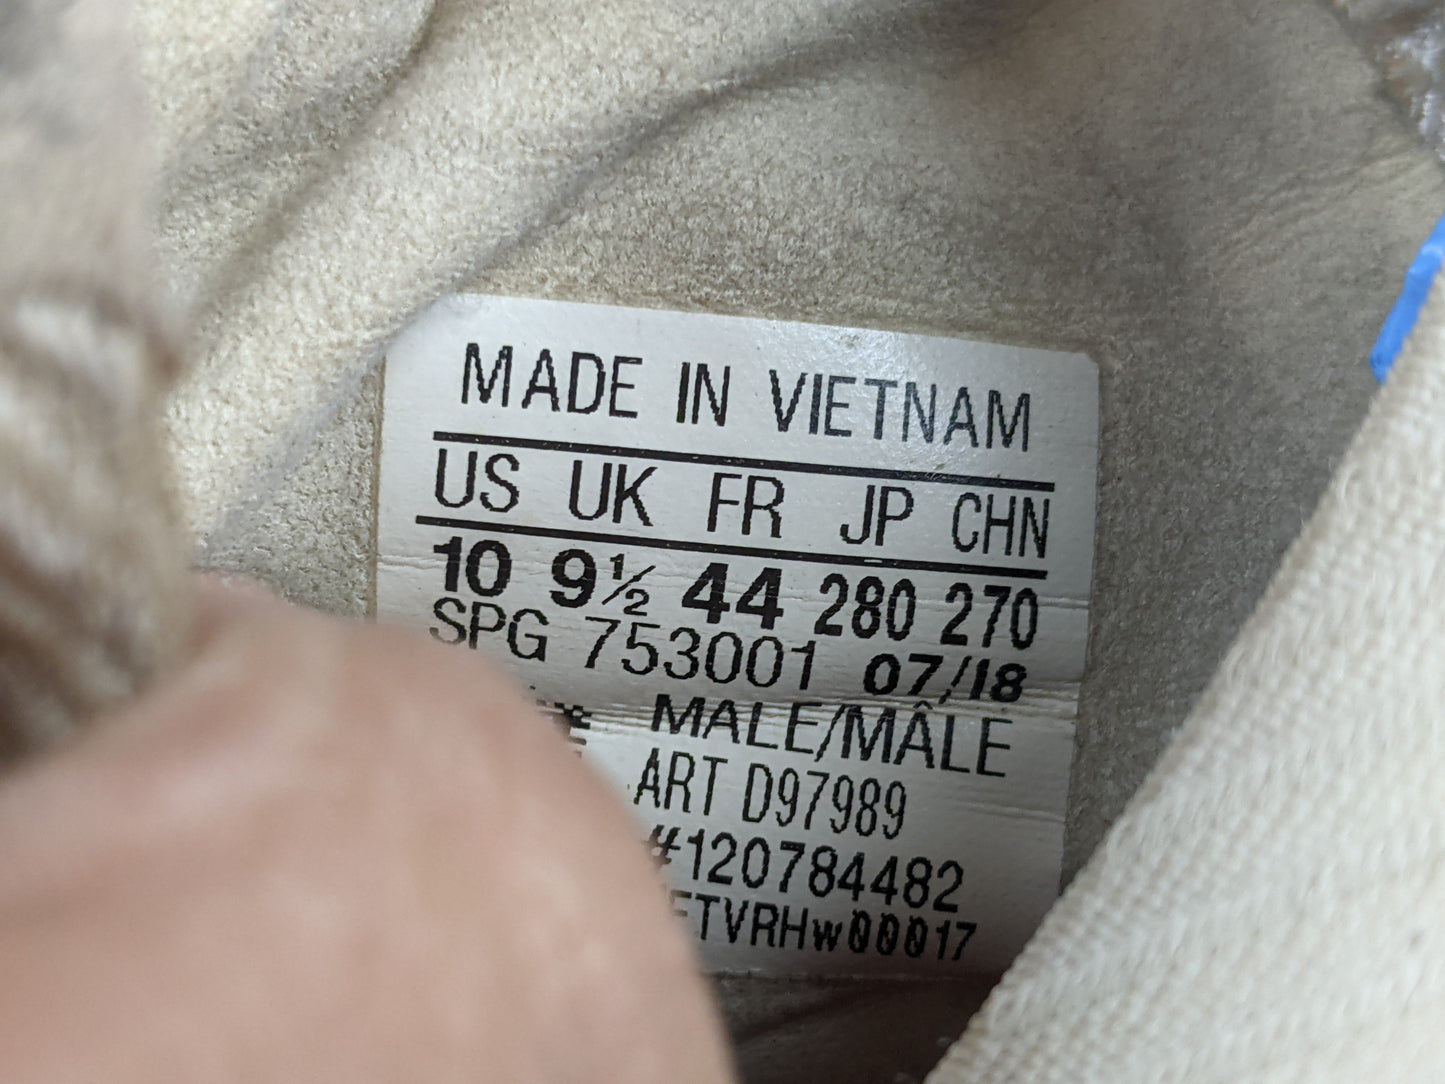 MADE IN VIETNAM
US UK FR JP CHN
10 9½ 44 280 270
SPG 753001 07/18
MALE/MÂLE
ART D97989
#120784482
FTVRHw00017